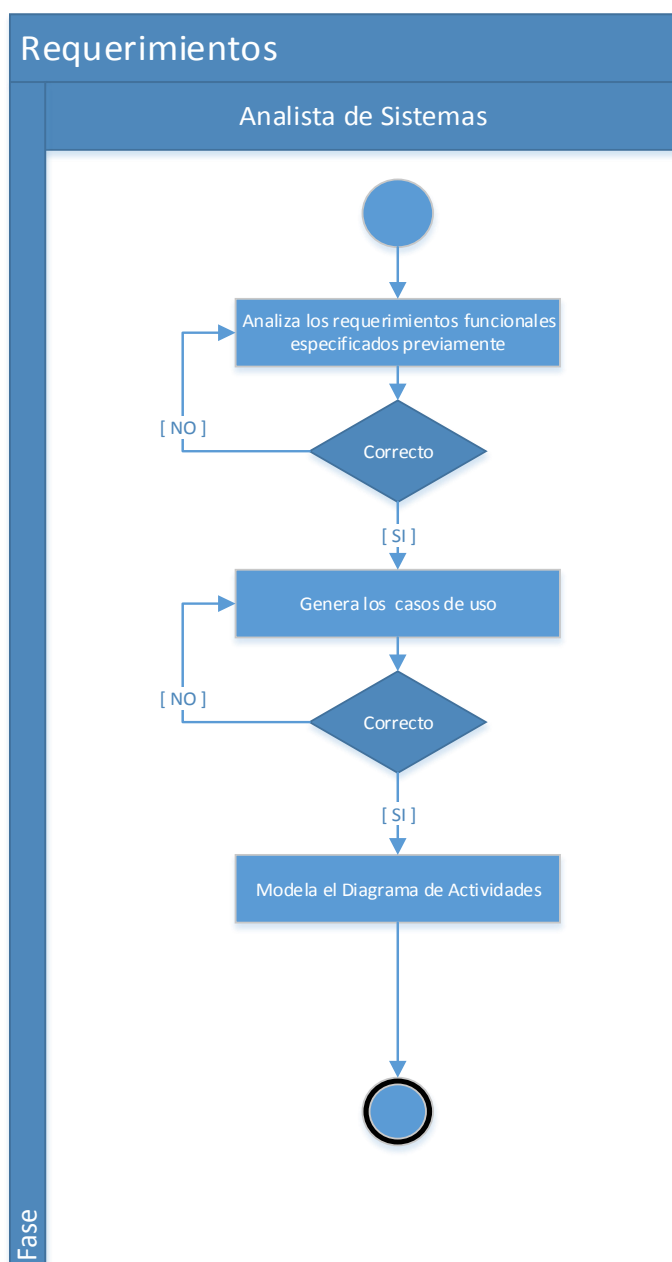 Requerimientos
Analista de Sistemas
Analiza los requerimientos funcionales
especificados previamente
[ NO ]
Correcto
[ SI ]
Genera los casos de uso
[ NO ]
Correcto
[ SI ]
Modela el Diagrama de Actividades
Fase